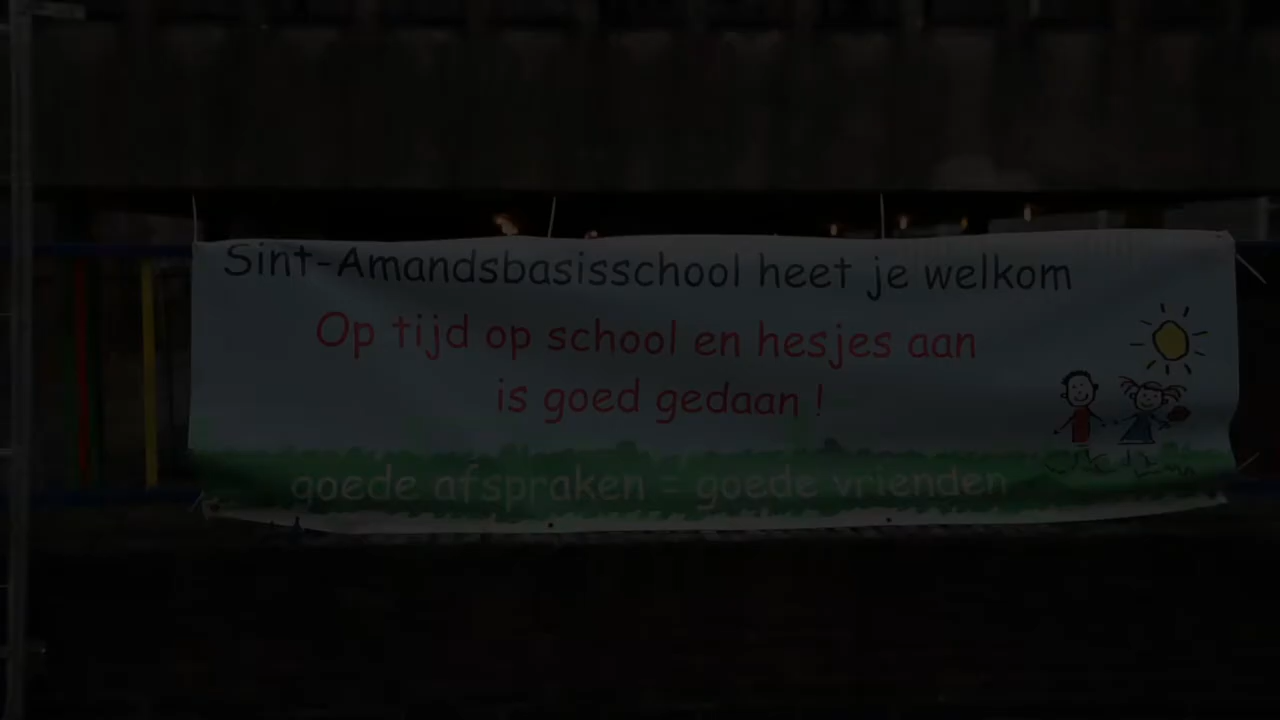 Sint-Amandsbasisschool heet je welkom
Op tijd op school en hesjes aan
is goed gedaan !
goede afspraken = goede vrienden